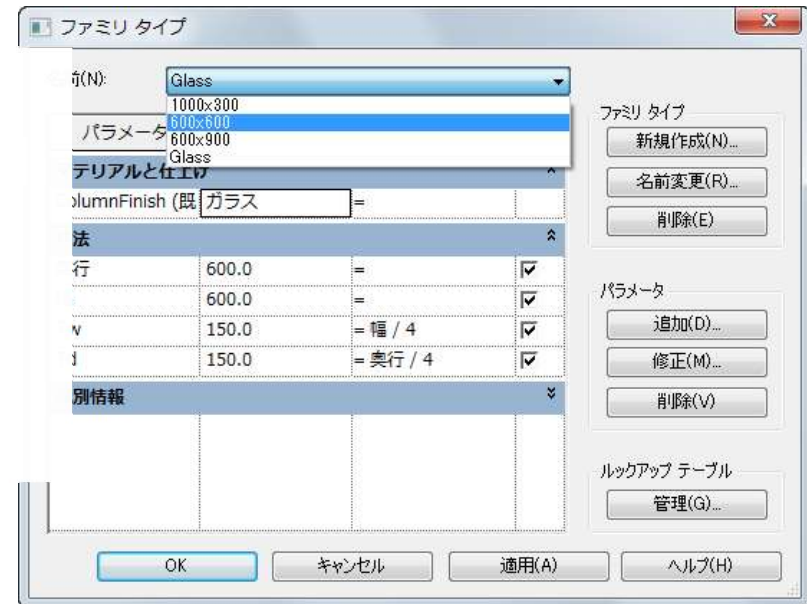 ファミリ タイプ
前(N): Glass
1000x300
600x600
600x900
Glass
パラメータ
テリアルと仕上げ
olumnFinish (既 ガラス =
法
行 600.0 =
600.0 =
w 150.0 = 幅 / 4
d 150.0 = 奥行 / 4
別情報
ファミリ タイプ
新規作成(N)...
名前変更(R)...
削除(E)
パラメータ
追加(D)...
修正(M)...
削除(V)
ルックアップ テーブル
管理(G)...
OK キャンセル 適用(A) ヘルプ(H)